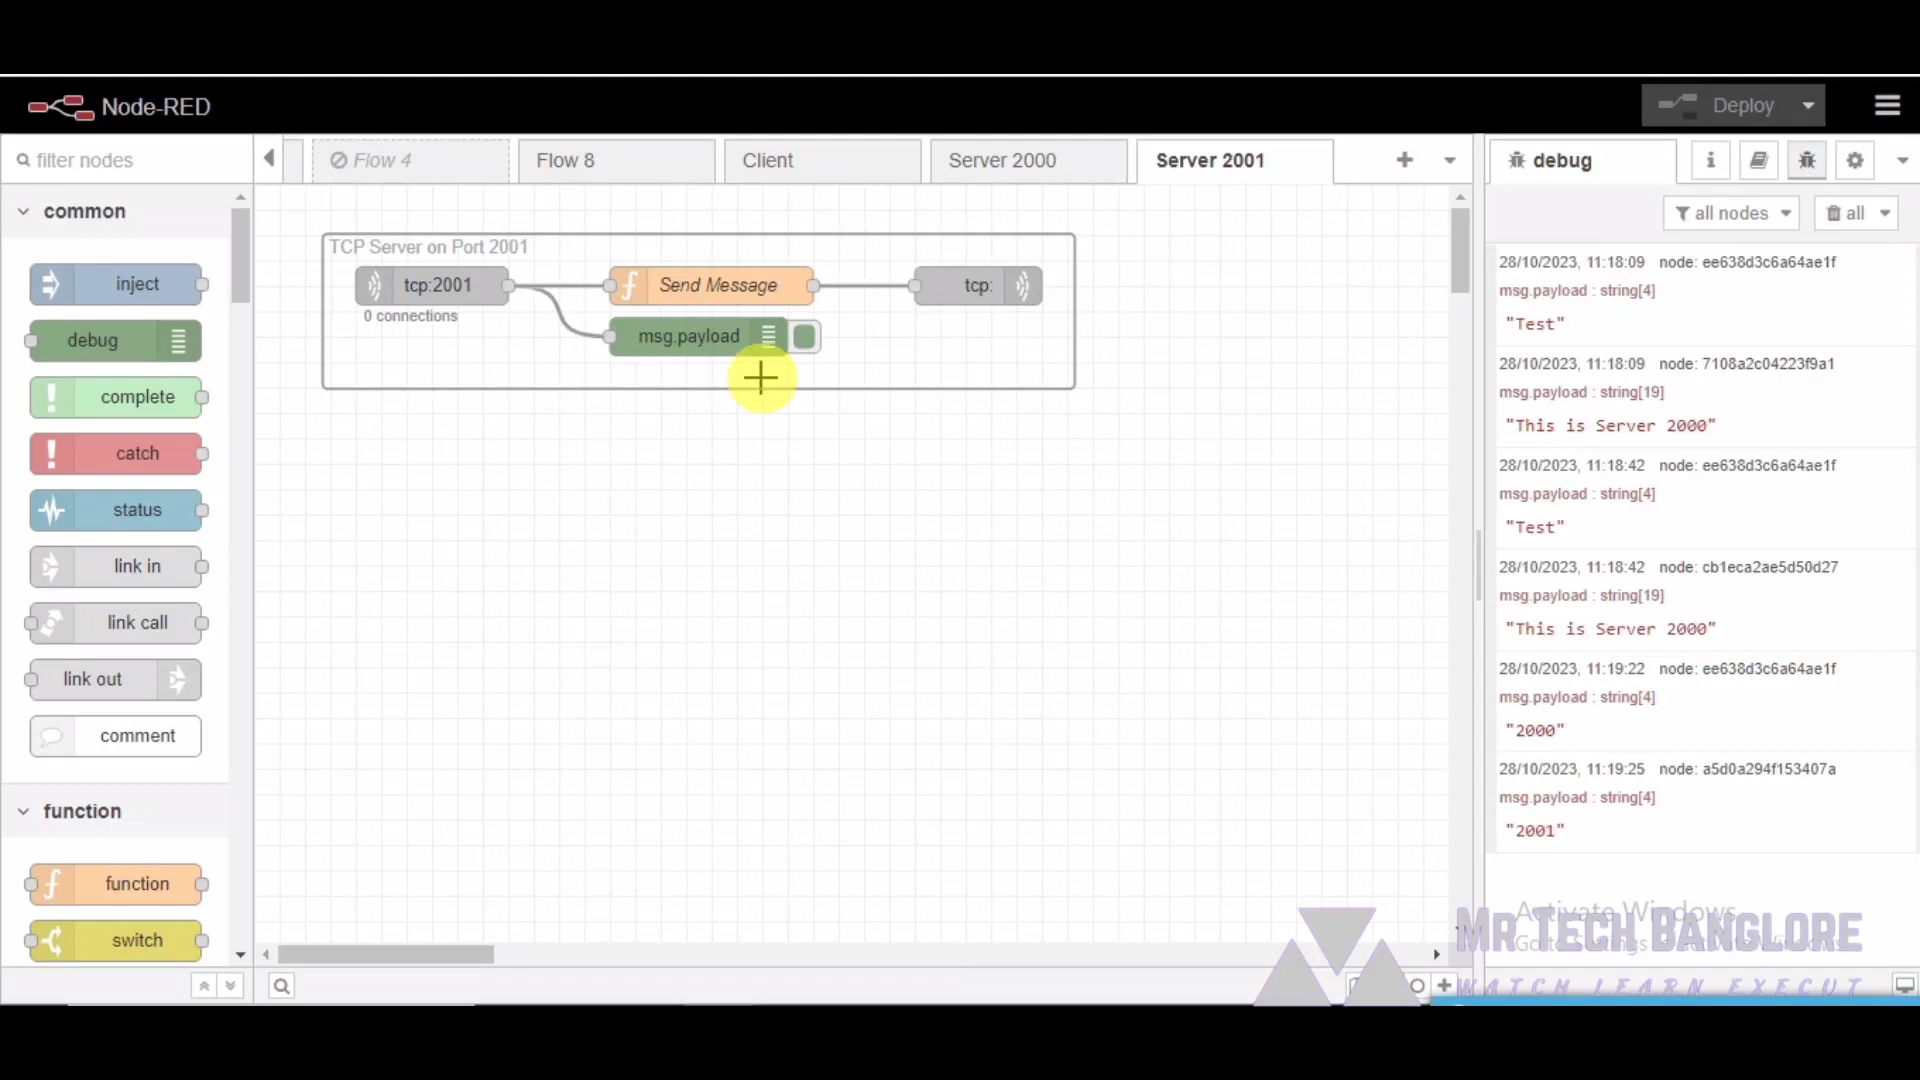 Node-RED
Deploy
filter nodes
Flow 4
Flow 8
Client
Server 2000
Server 2001
debug
common
all nodes
all
TCP Server on Port 2001
tcp:2001
Send Message
tcp:
0 connections
msg.payload
inject
debug
complete
catch
status
link in
link call
link out
comment
function
function
switch
28/10/2023, 11:18:09 node: ee638d3c6a64ae1f
msg.payload : string[4]
"Test"
28/10/2023, 11:18:09 node: 7108a2c04223f9a1
msg.payload : string[19]
"This is Server 2000"
28/10/2023, 11:18:42 node: ee638d3c6a64ae1f
msg.payload : string[4]
"Test"
28/10/2023, 11:18:42 node: cb1eca2ae5d50d27
msg.payload : string[19]
"This is Server 2000"
28/10/2023, 11:19:22 node: ee638d3c6a64ae1f
msg.payload : string[4]
"2000"
28/10/2023, 11:19:25 node: a5d0a294f153407a
msg.payload : string[4]
"2001"
Activate Windows
Go to Settings
MR TECH BANGLORE
WATCH LEARN EXECUT